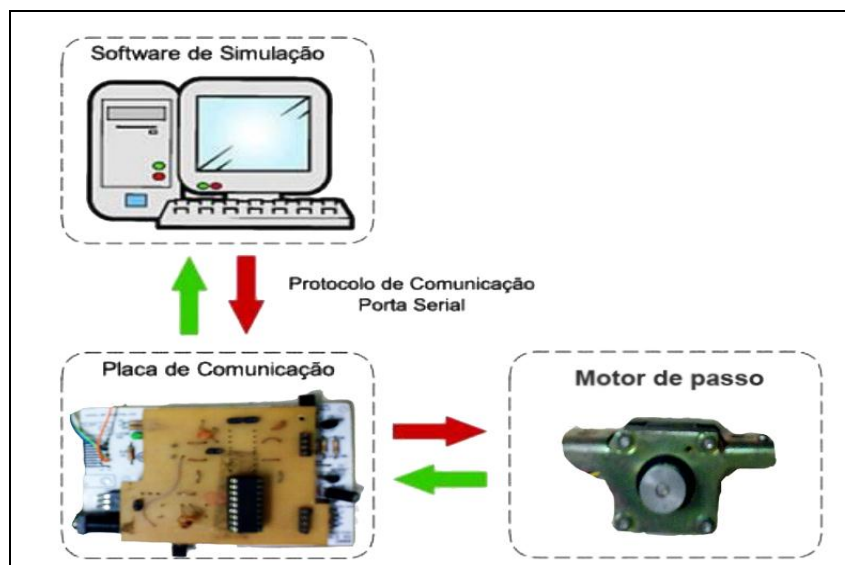 Software de Simulação
Protocolo de Comunicação
Porta Serial
Placa de Comunicação
Motor de passo